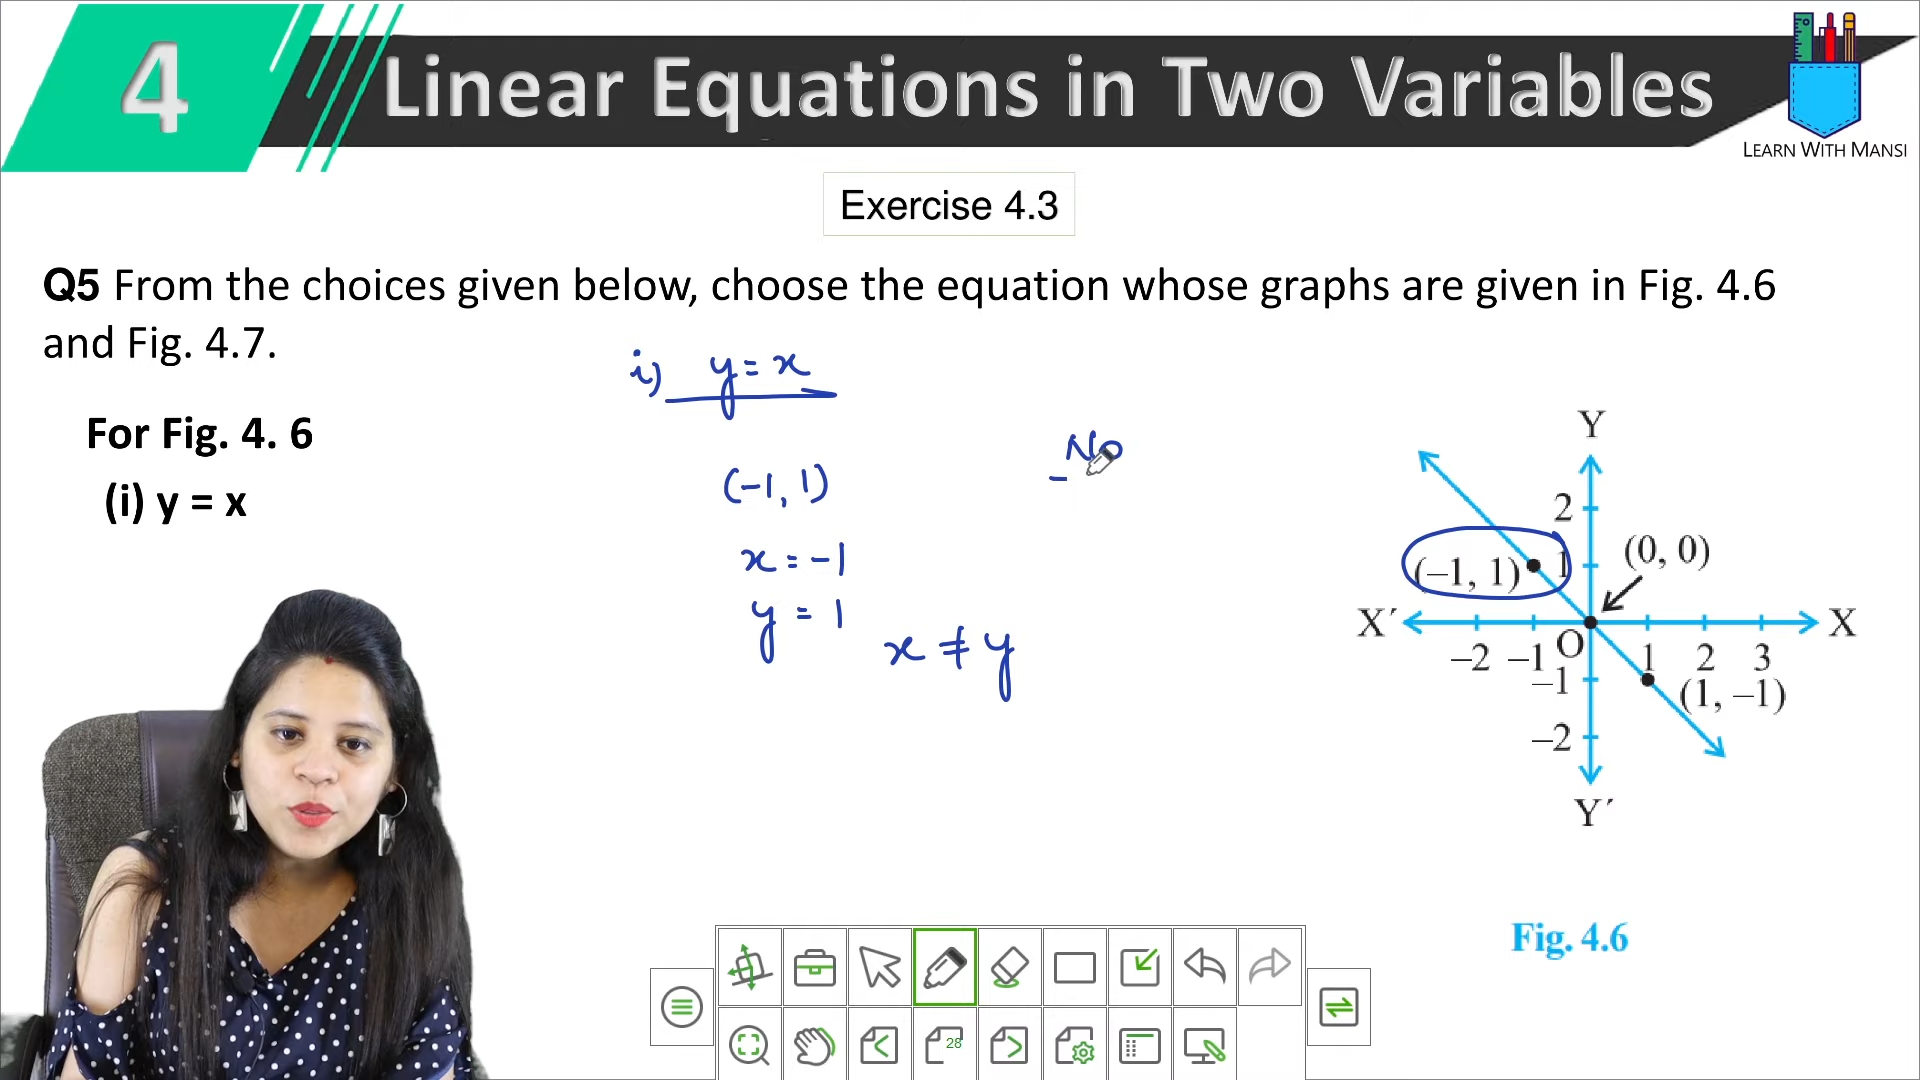 4 Linear Equations in Two Variables
LEARN WITH MANSI
Exercise 4.3
Q5 From the choices given below, choose the equation whose graphs are given in Fig. 4.6
and Fig. 4.7.
i) y = x
For Fig. 4. 6
(i) y = x
No
(-1, 1)
x = -1
y = 1
x ≠ y
Y
2
(–1, 1) 1 (0, 0)
X′ X
O
–2 –1 1 2 3
–1 (1, –1)
–2
Y′
Fig. 4.6
28